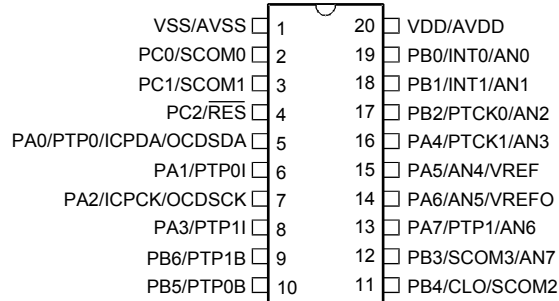 VSS/AVSS 1 20 VDD/AVDD
PC0/SCOM0 2 19 PB0/INT0/AN0
PC1/SCOM1 3 18 PB1/INT1/AN1
PC2/R̅E̅S̅ 4 17 PB2/PTCK0/AN2
PA0/PTP0/ICPDA/OCDSDA 5 16 PA4/PTCK1/AN3
PA1/PTP0I 6 15 PA5/AN4/VREF
PA2/ICPCK/OCDSCK 7 14 PA6/AN5/VREFO
PA3/PTP1I 8 13 PA7/PTP1/AN6
PB6/PTP1B 9 12 PB3/SCOM3/AN7
PB5/PTP0B 10 11 PB4/CLO/SCOM2